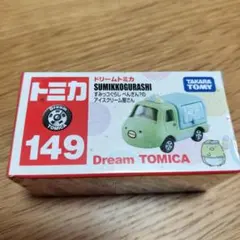 トミカ
ドリームトミカ
SUMIKKOGURASHI
すみっコぐらし ぺんぎん?の
アイスクリーム屋さん
TAKARA
TOMY
Dream
TOMICA
149
Dream TOMICA